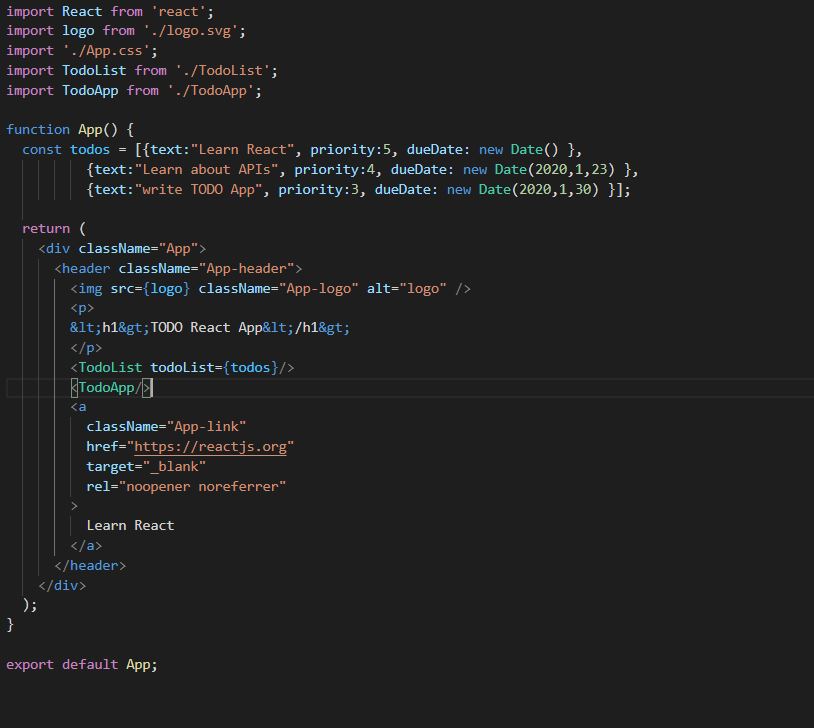 import React from 'react';
import logo from './logo.svg';
import './App.css';
import TodoList from './TodoList';
import TodoApp from './TodoApp';

function App() {
  const todos = [{text:"Learn React", priority:5, dueDate: new Date() },
          {text:"Learn about APIs", priority:4, dueDate: new Date(2020,1,23) },
          {text:"write TODO App", priority:3, dueDate: new Date(2020,1,30) }];

  return (
    <div className="App">
      <header className="App-header">
        <img src={logo} className="App-logo" alt="logo" />
        <p>
        &lt;h1&gt;TODO React App&lt;/h1&gt;
        </p>
        <TodoList todoList={todos}/>
        <TodoApp/>
        <a
          className="App-link"
          href="https://reactjs.org"
          target="_blank"
          rel="noopener noreferrer"
        >
          Learn React
        </a>
      </header>
    </div>
  );
}

export default App;